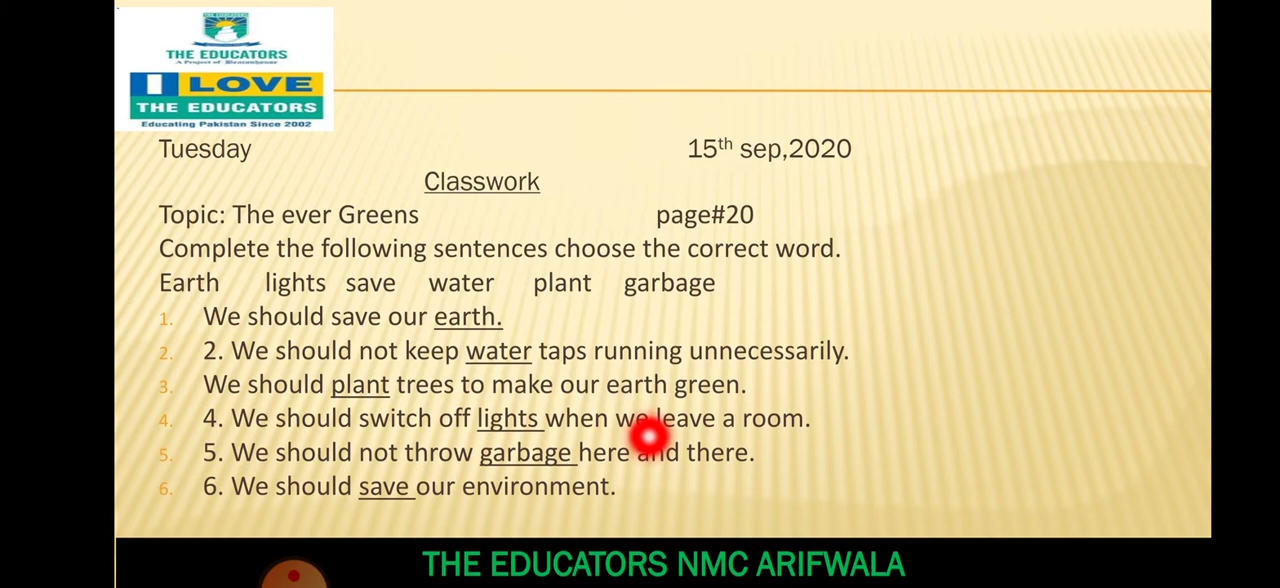 THE EDUCATORS
A Project of Beaconhouse
I LOVE
THE EDUCATORS
Educating Pakistan Since 2002
Tuesday 15th sep,2020
Classwork
Topic: The ever Greens page#20
Complete the following sentences choose the correct word.
Earth lights save water plant garbage
1. We should save our earth.
2. 2. We should not keep water taps running unnecessarily.
3. We should plant trees to make our earth green.
4. 4. We should switch off lights when we leave a room.
5. 5. We should not throw garbage here and there.
6. 6. We should save our environment.
THE EDUCATORS NMC ARIFWALA